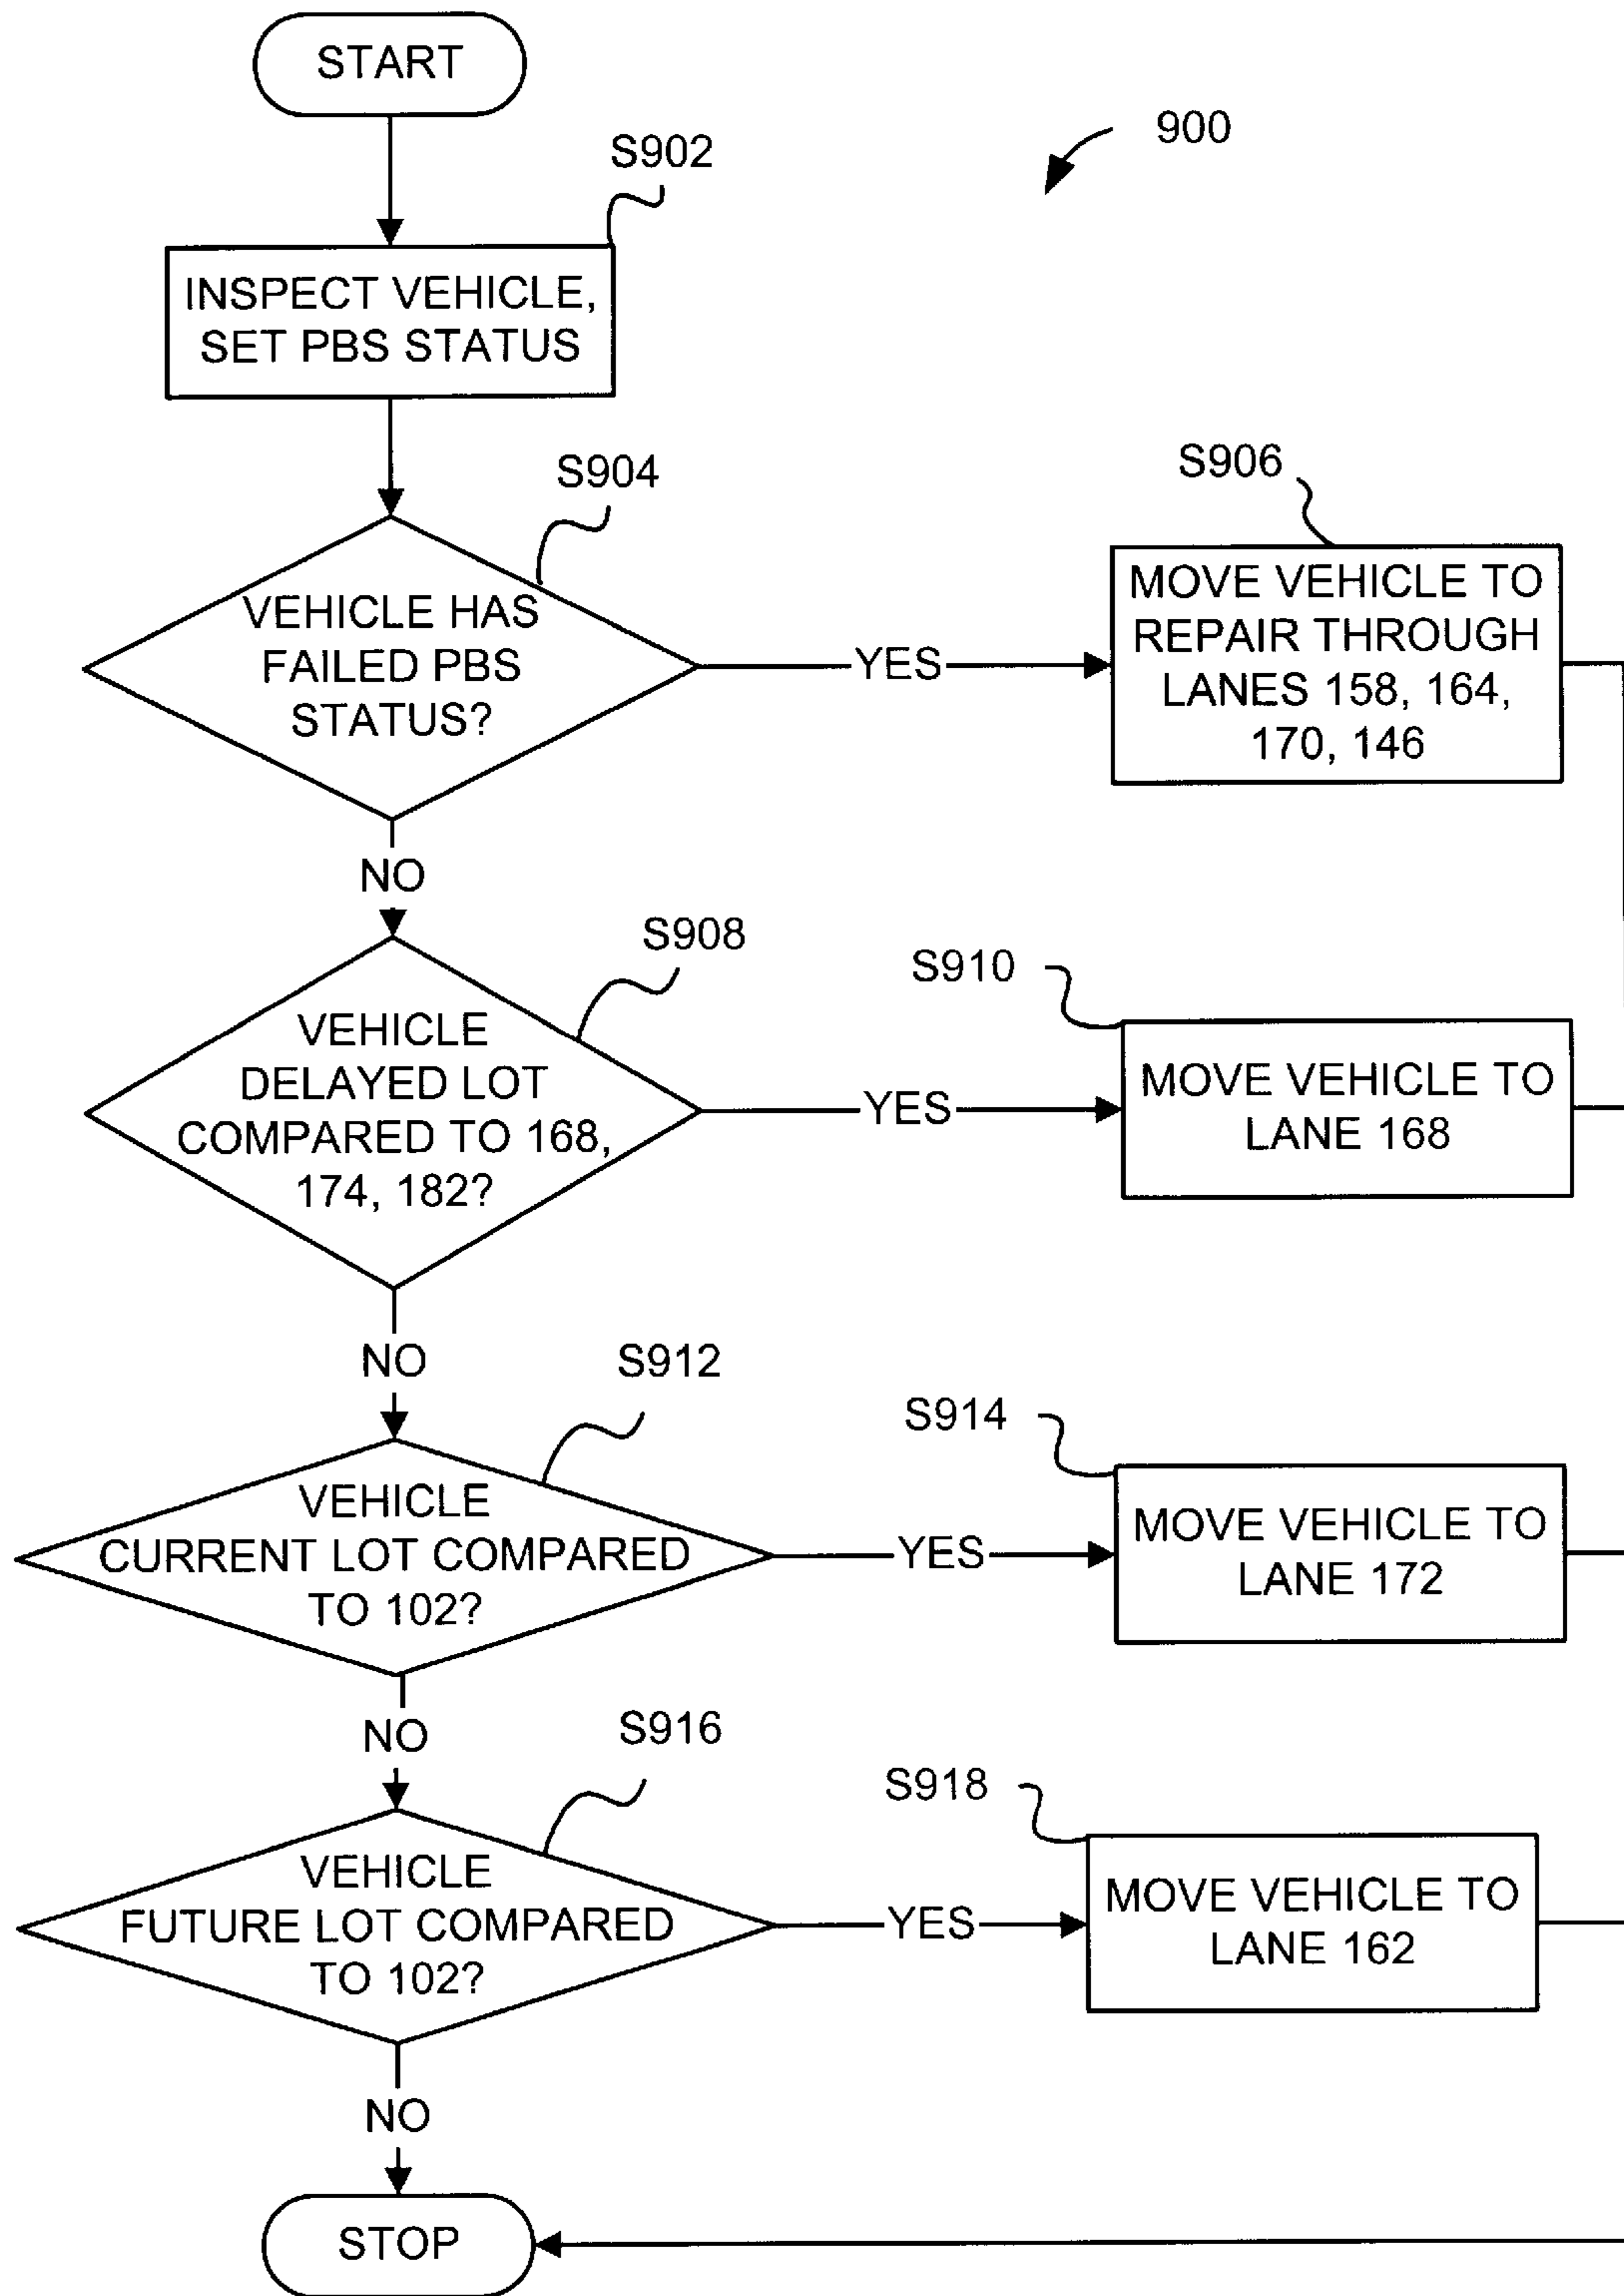 START
900
S902
INSPECT VEHICLE,
SET PBS STATUS
S904
VEHICLE HAS
FAILED PBS
STATUS?
YES
S906
MOVE VEHICLE TO
REPAIR THROUGH
LANES 158, 164,
170, 146
NO
S908
VEHICLE
DELAYED LOT
COMPARED TO 168,
174, 182?
YES
S910
MOVE VEHICLE TO
LANE 168
NO
S912
VEHICLE
CURRENT LOT COMPARED
TO 102?
YES
S914
MOVE VEHICLE TO
LANE 172
NO
S916
VEHICLE
FUTURE LOT COMPARED
TO 102?
YES
S918
MOVE VEHICLE TO
LANE 162
NO
STOP